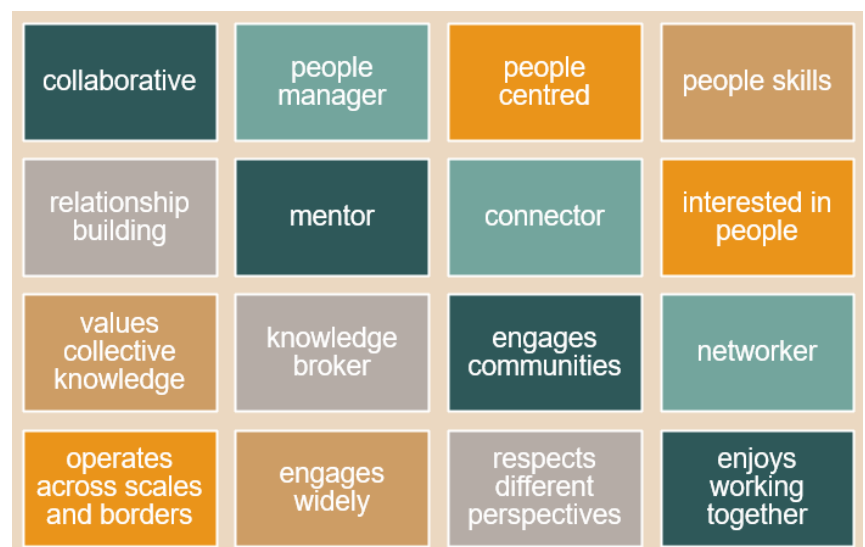 collaborative
people
manager
people
centred
people skills
relationship
building
mentor
connector
interested in
people
values
collective
knowledge
knowledge
broker
engages
communities
networker
operates
across scales
and borders
engages
widely
respects
different
perspectives
enjoys
working
together